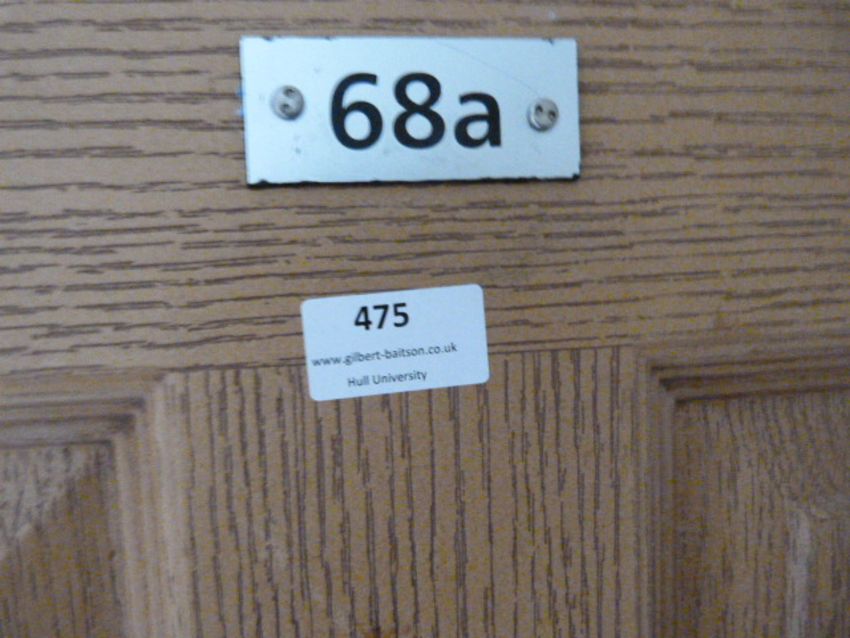 68a
475
www.gilbert-baitson.co.uk
Hull University